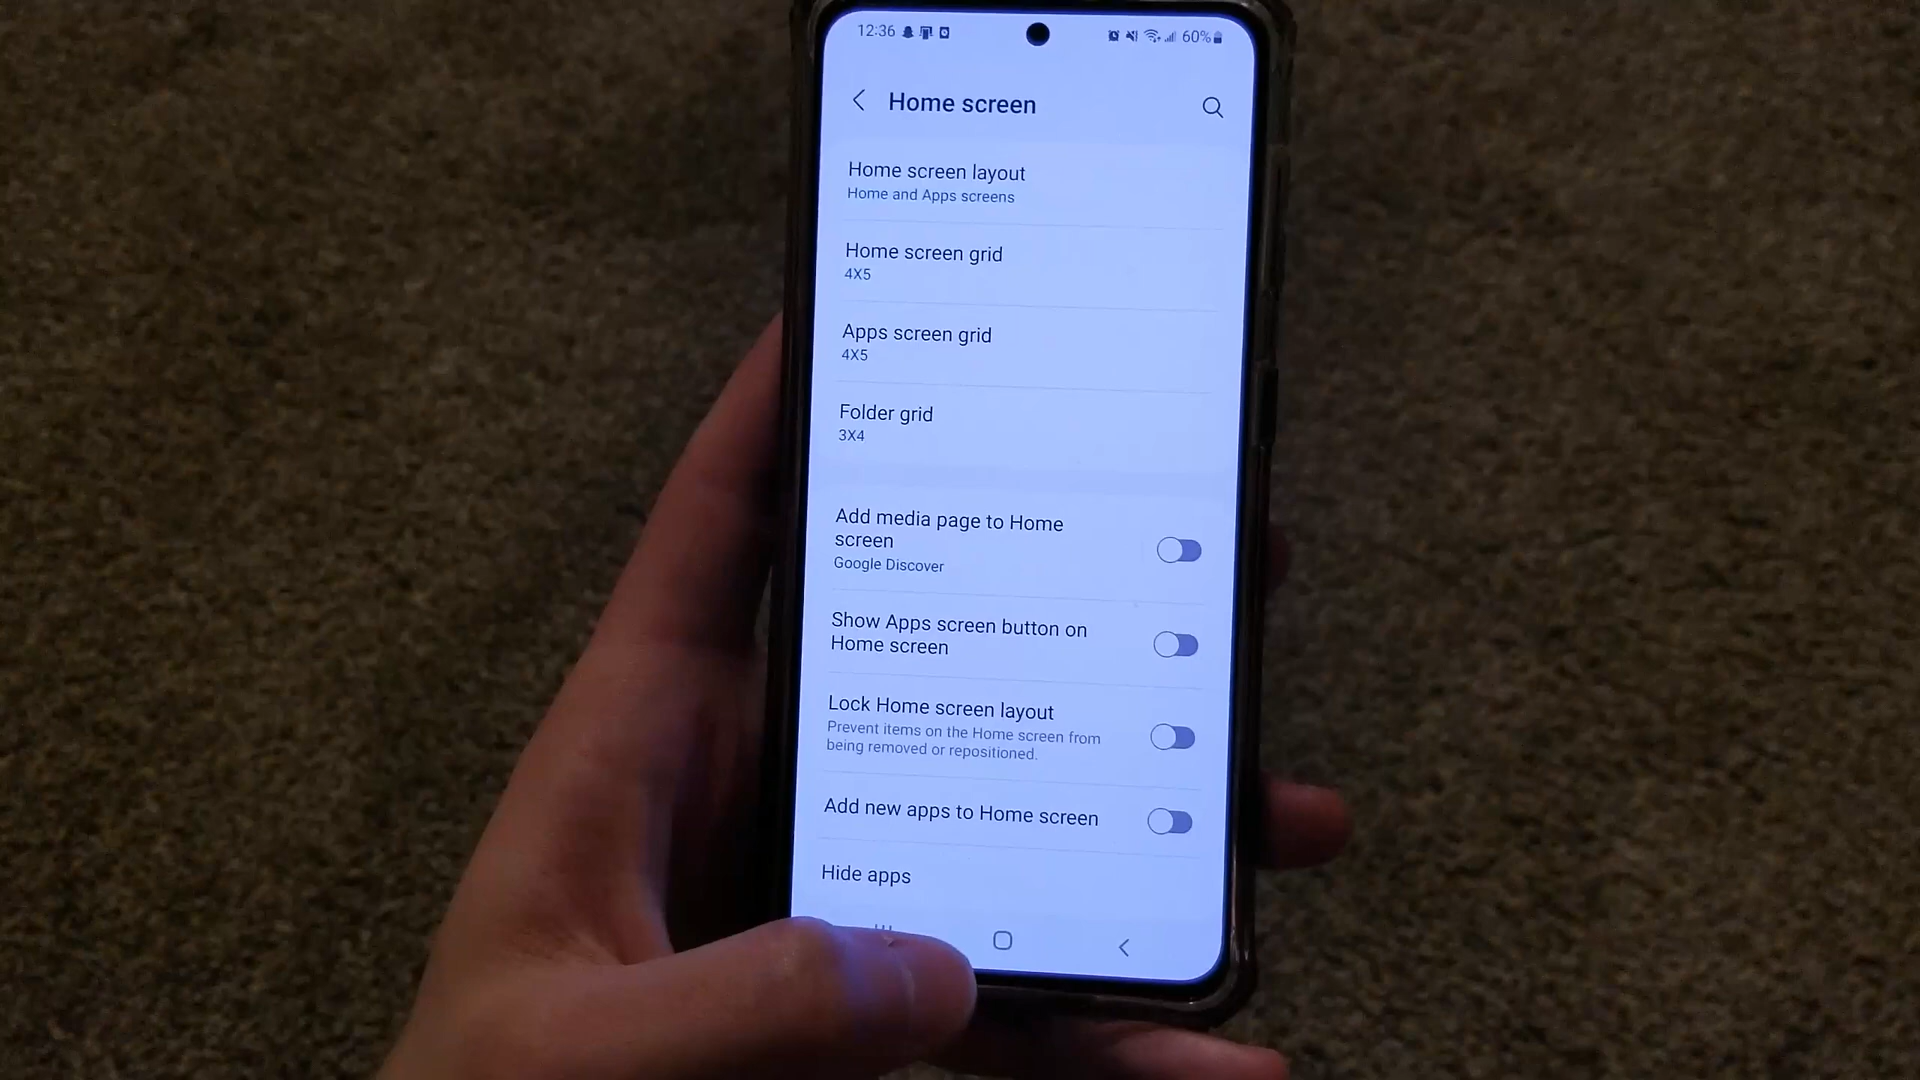 12:36
60%
Home screen
Home screen layout
Home and Apps screens
Home screen grid
4X5
Apps screen grid
4X5
Folder grid
3X4
Add media page to Home
screen
Google Discover
Show Apps screen button on
Home screen
Lock Home screen layout
Prevent items on the Home screen from
being removed or repositioned.
Add new apps to Home screen
Hide apps